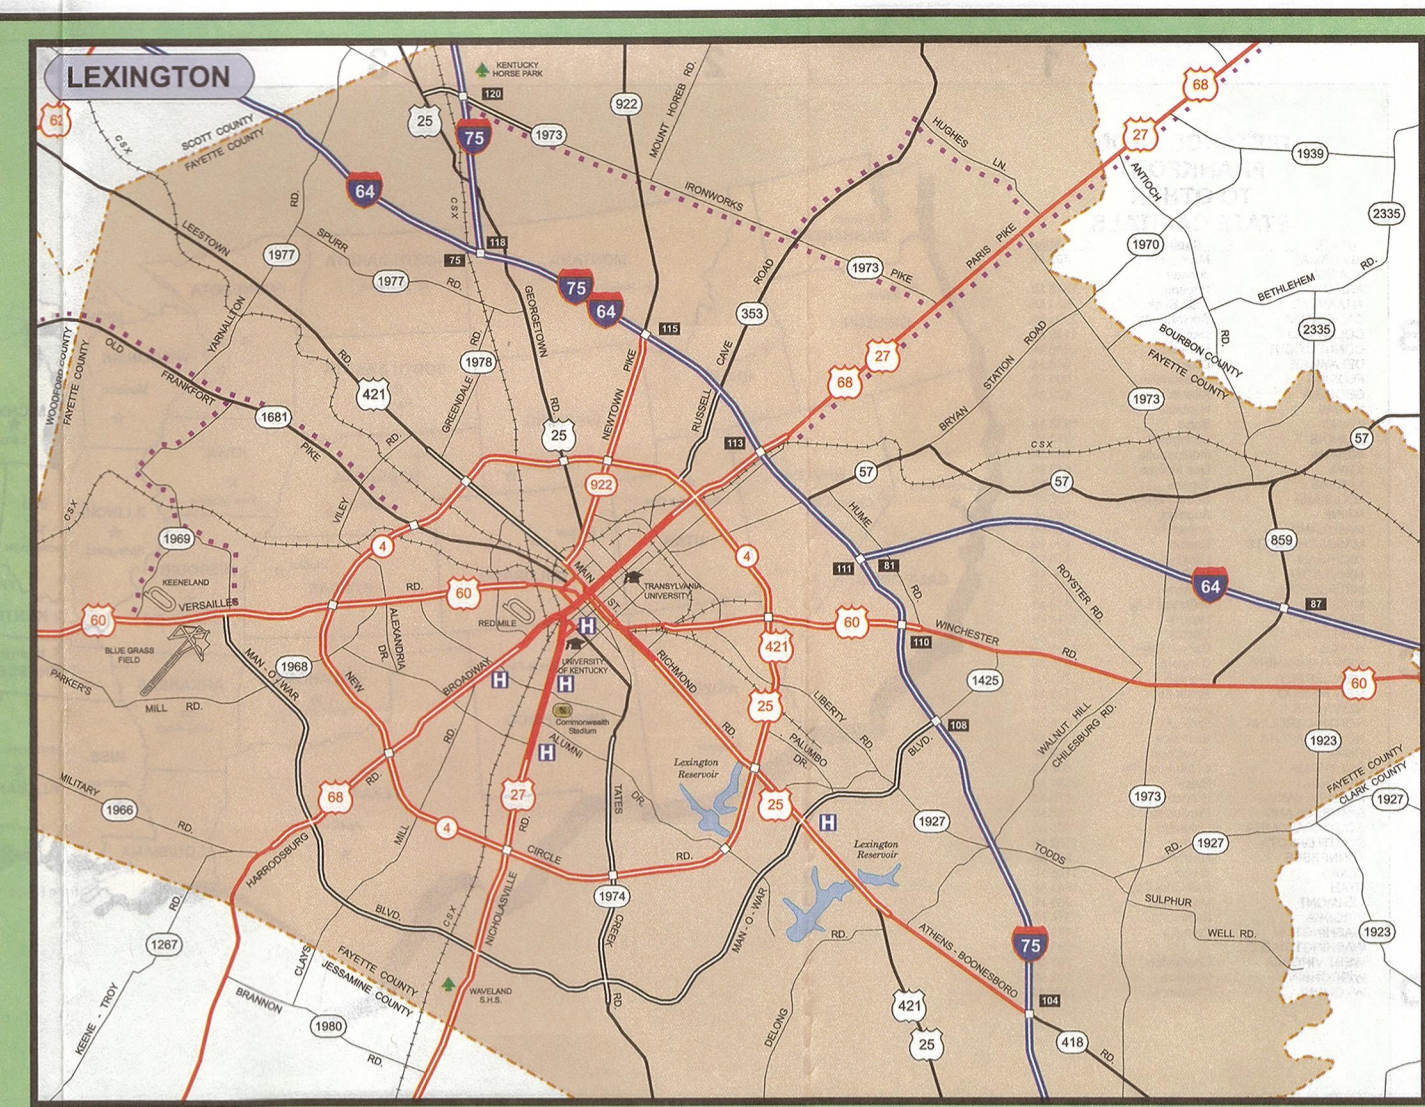 LEXINGTON
KENTUCKY
HORSE PARK
120
25
75
1973
922
MOUNT HOREB RD.
68
27
HUGHES LN.
1939
ANTIOCH
RD.
2335
62
CSX
SCOTT COUNTY
FAYETTE COUNTY
64
RD.
CSX
IRONWORKS
1973
PIKE
PARIS PIKE
1970
BETHLEHEM RD.
2335
LEESTOWN
RD.
1977
SPURR
1977
RD.
118
75
75
64
115
353
RUSSELL CAVE ROAD
27
68
BRYAN STATION ROAD
BOURBON COUNTY
FAYETTE COUNTY
1973
WOODFORD COUNTY
FAYETTE COUNTY
OLD
FRANKFORT
1681
PIKE
YARNALLTON
RD.
421
GREENDALE RD.
1978
GEORGETOWN
RD.
25
NEWTOWN PIKE
113
57
CSX
57
57
CSX
VILEY
RD.
922
4
4
HUME
RD.
111
81
859
ROYSTER RD.
64
87
1969
KEENELAND
VERSAILLES
RD.
60
60
RED MILE
MAIN
ST.
TRANSYLVANIA
UNIVERSITY
H
60
110
WINCHESTER
RD.
60
BLUE GRASS
FIELD
PARKER'S
MILL RD.
MAN-O-WAR
1968
ALEXANDRIA
DR.
NEW
BROADWAY
H
H
UNIVERSITY
OF KENTUCKY
Commonwealth
Stadium
H
RICHMOND
RD.
421
25
LIBERTY
RD.
PALUMBO
DR.
1425
108
BLVD.
WALNUT HILL
CHILESBURG RD.
1923
FAYETTE COUNTY
CLARK COUNTY
1927
MILITARY
1966
RD.
68
RD.
RD.
MILL
4
27
RD.
ALUMNI
DR.
TATES
Lexington
Reservoir
25
H
1927
1973
1927
HARRODSBURG
CIRCLE
RD.
1974
Lexington
Reservoir
TODDS
RD.
SULPHUR
WELL RD.
1923
RD.
1267
KEENE - TROY
BLVD.
CLAYS
CSX
NICHOLASVILLE
CREEK
RD
MAN-O-WAR
RD.
DELONG
ATHENS - BOONESBORO
75
104
FAYETTE COUNTY
JESSAMINE COUNTY
WAVELAND
S.H.S.
BRANNON
1980
RD.
421
25
418
RD.